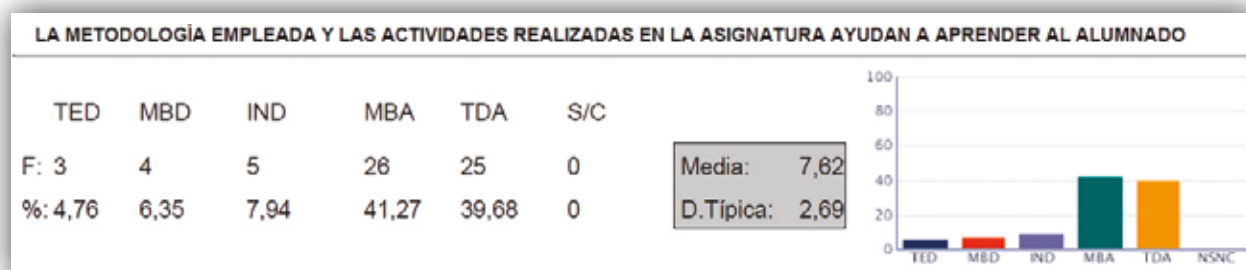 LA METODOLOGÍA EMPLEADA Y LAS ACTIVIDADES REALIZADAS EN LA ASIGNATURA AYUDAN A APRENDER AL ALUMNADO
TED MBD IND MBA TDA S/C
F: 3 4 5 26 25 0
%: 4,76 6,35 7,94 41,27 39,68 0
Media: 7,62
D.Típica: 2,69
100
80
60
40
20
0
TED MBD IND MBA TDA NSNC